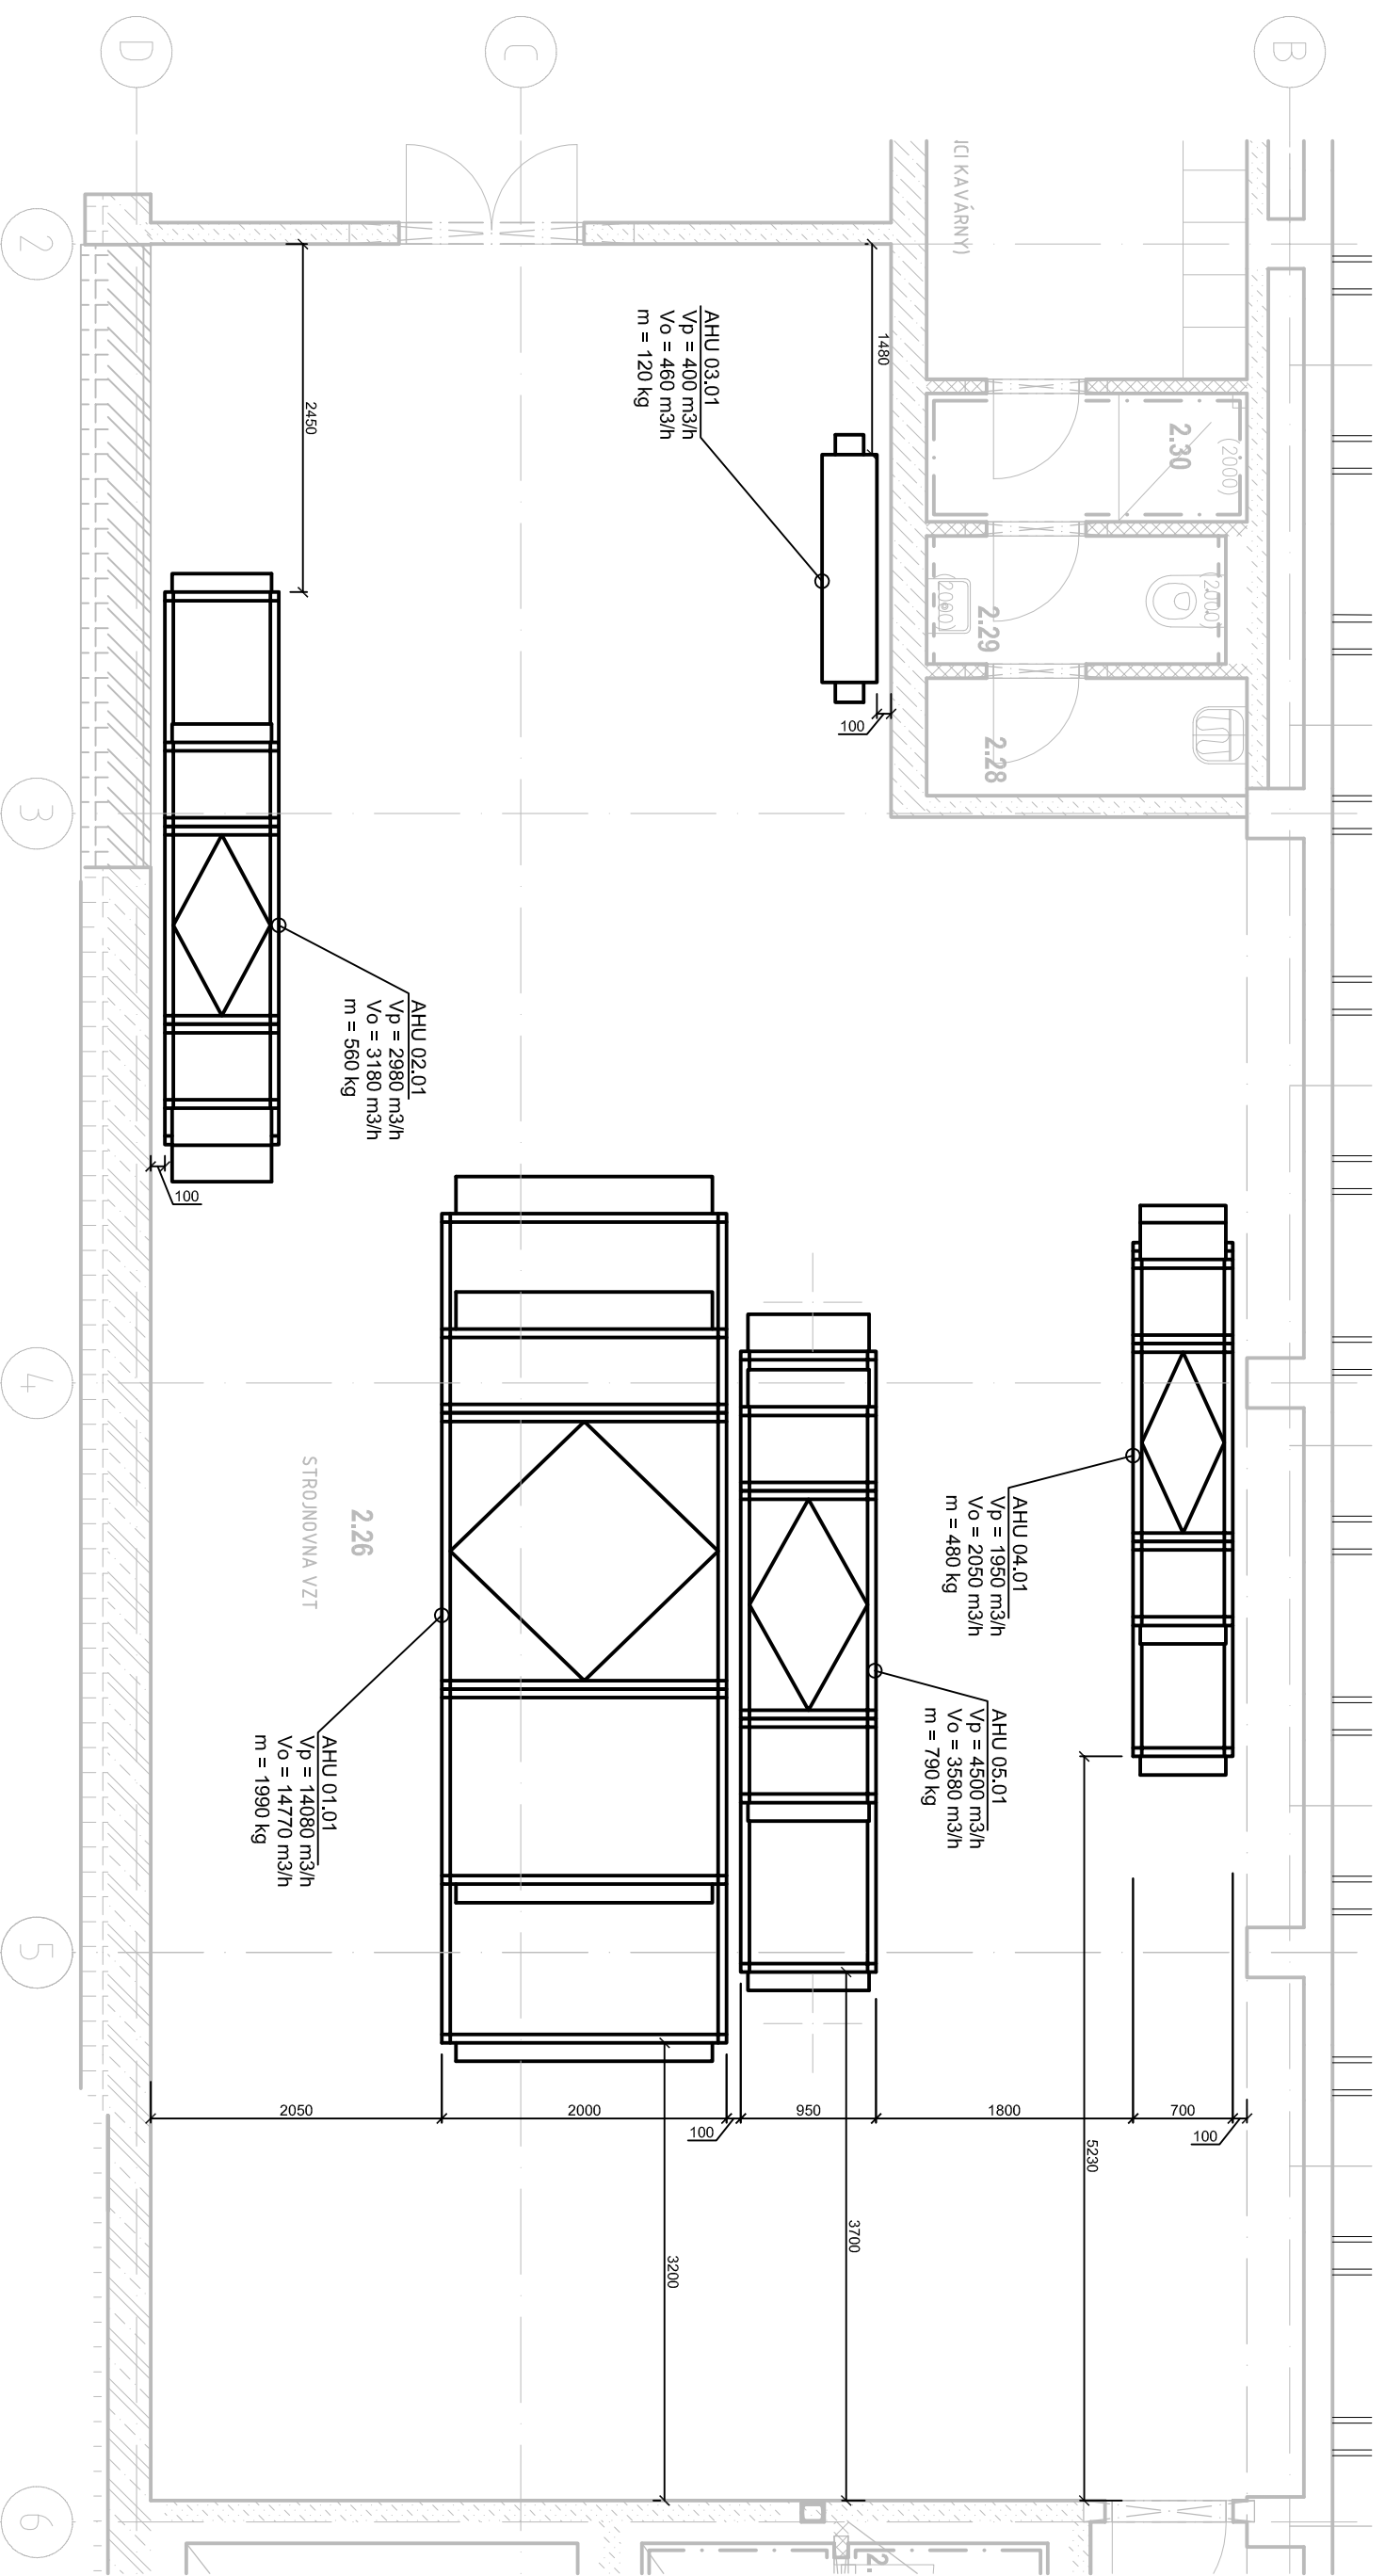 B
C
D
2
3
4
5
6
ICI KAVÁRNY)
2.30
(2000)
2.29
(2000)
(2000)
2.28
1480
2450
100
100
AHU 03.01
Vp = 400 m3/h
Vo = 460 m3/h
m = 120 kg
AHU 02.01
Vp = 2980 m3/h
Vo = 3180 m3/h
m = 560 kg
AHU 04.01
Vp = 1950 m3/h
Vo = 2050 m3/h
m = 480 kg
AHU 05.01
Vp = 4500 m3/h
Vo = 3580 m3/h
m = 790 kg
AHU 01.01
Vp = 14080 m3/h
Vo = 14770 m3/h
m = 1990 kg
2.26
STROJNOVNA VZT
2050
2000
100
950
1800
700
100
5230
3700
3200
2.